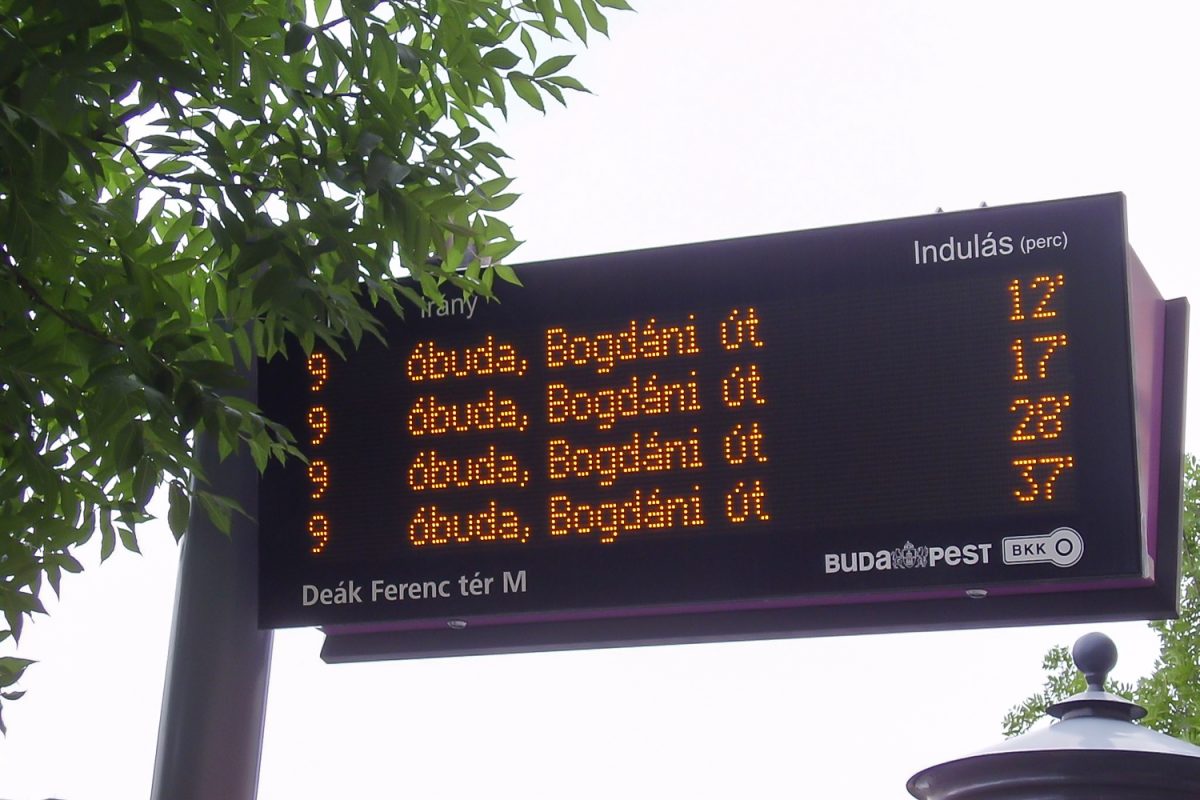 Irány Indulás (perc)
9 óbuda, Bogdáni út 12'
9 óbuda, Bogdáni út 17'
9 óbuda, Bogdáni út 28'
9 óbuda, Bogdáni út 37'
Deák Ferenc tér M BUDAPEST BKK